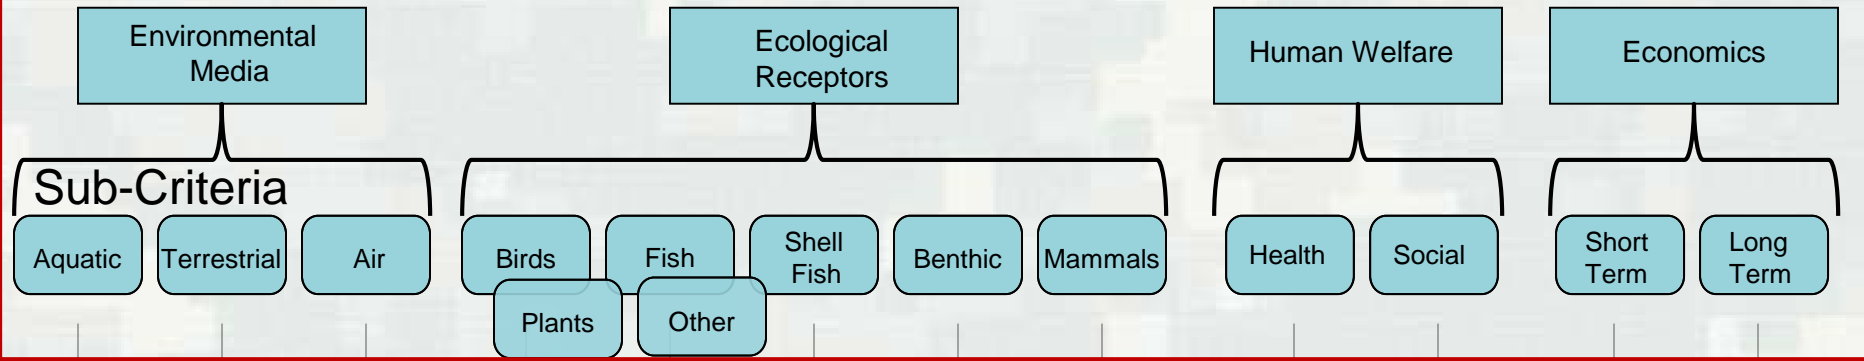 Environmental
Media
Ecological
Receptors
Human Welfare
Economics
Sub-Criteria
Aquatic
Terrestrial
Air
Birds
Fish
Shell
Fish
Benthic
Mammals
Health
Social
Short
Term
Long
Term
Plants
Other